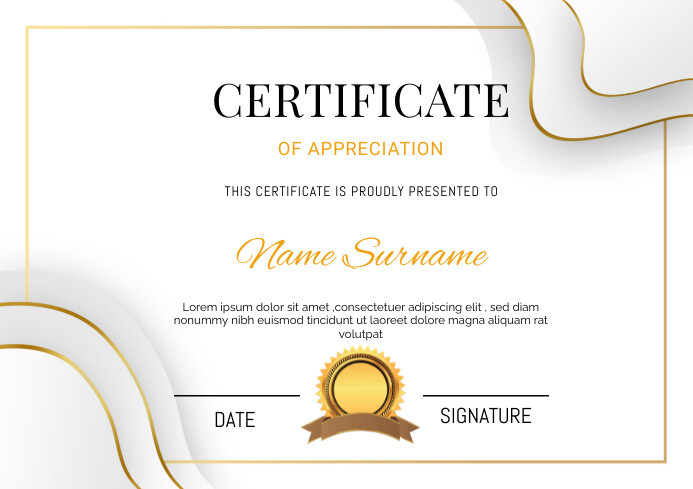 CERTIFICATE
OF APPRECIATION
THIS CERTIFICATE IS PROUDLY PRESENTED TO
Name Surname
Lorem ipsum dolor sit amet ,consectetuer adipiscing elit , sed diam
nonummy nibh euismod tincidunt ut laoreet dolore magna aliquam rat
volutpat
DATE
SIGNATURE